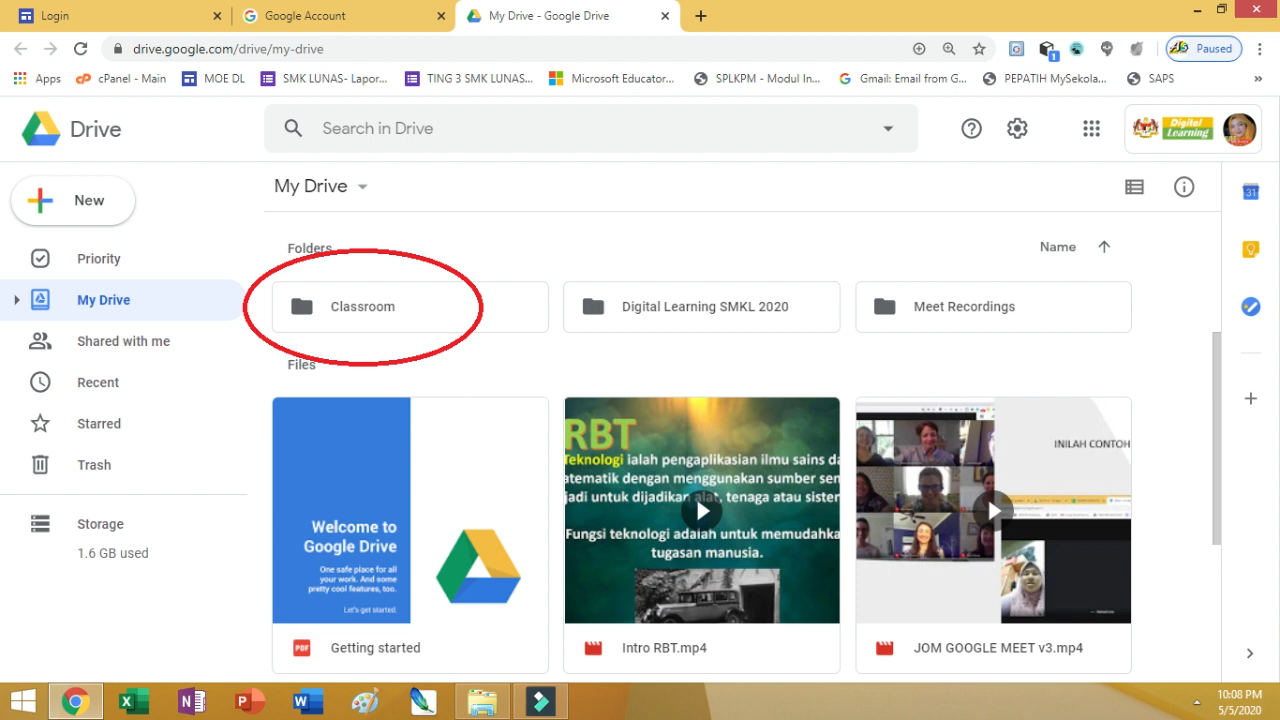 Login
Google Account
My Drive - Google Drive
drive.google.com/drive/my-drive
Paused
Apps
cPanel - Main
MOE DL
SMK LUNAS- Lapor...
TING 3 SMK LUNAS...
Microsoft Educator...
SPLKPM - Modul In...
Gmail: Email from G...
PEPATIH MySekola...
SAPS
Drive
Search in Drive
Digital
Learning
New
My Drive
31
Priority
Folders
Name
My Drive
Classroom
Digital Learning SMKL 2020
Meet Recordings
Shared with me
Files
Recent
Starred
Trash
Storage
1.6 GB used
Welcome to
Google Drive
One safe place for all
your work. And some
pretty cool features, too.
Let's get started.
RBT
Teknologi ialah pengaplikasian ilmu sains da
atematik dengan menggunakan sumber sen
jadi untuk dijadikan alat, tenaga atau sisten
Fungsi teknologi adalah untuk memudahka
tugasan manusia.
INILAH CONTOH
PDF
Getting started
Intro RBT.mp4
JOM GOOGLE MEET v3.mp4
10:08 PM
5/5/2020